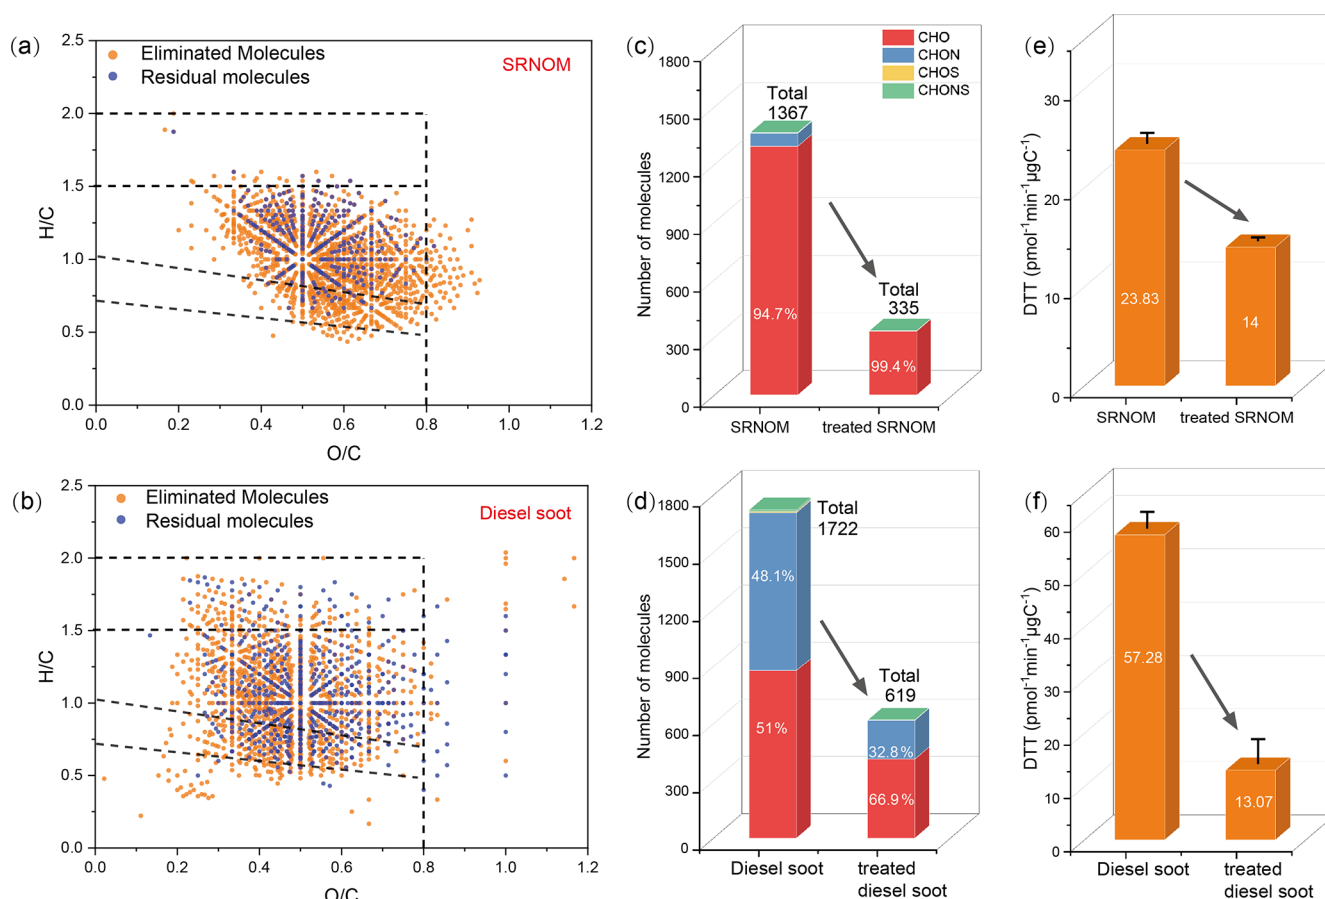 (a)
2.5
2.0
1.5
1.0
0.5
0.0
H/C
Eliminated Molecules
Residual molecules
SRNOM
0.0 0.2 0.4 0.6 0.8 1.0 1.2
O/C
(c)
CHO
CHON
CHOS
CHONS
1800
1500
1200
900
600
300
0
Number of molecules
Total
1367
94.7%
Total
335
99.4%
SRNOM treated SRNOM
(e)
30
20
10
0
DTT (pmol⁻¹min⁻¹µgC⁻¹)
23.83
14
SRNOM treated SRNOM
(b)
2.5
2.0
1.5
1.0
0.5
0.0
H/C
Eliminated Molecules
Residual molecules
Diesel soot
0.0 0.2 0.4 0.6 0.8 1.0 1.2
O/C
(d)
1800
1500
1200
900
600
300
0
Number of molecules
Total
1722
48.1%
51%
Total
619
32.8%
66.9%
Diesel soot treated
diesel soot
(f)
60
50
40
30
20
10
0
DTT (pmol⁻¹min⁻¹µgC⁻¹)
57.28
13.07
Diesel soot treated
diesel soot